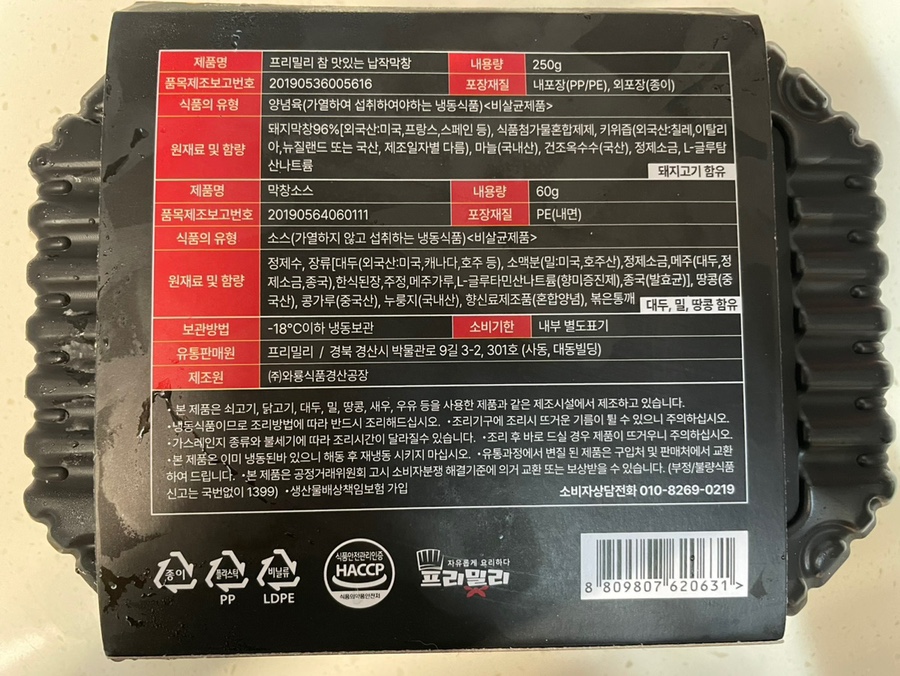 제품명 프리밀리 참 맛있는 납작막창 내용량 250g
품목제조보고번호 20190536005616 포장재질 내포장(PP/PE), 외포장(종이)
식품의 유형 양념육(가열하여 섭취하여야하는 냉동식품)<비살균제품>
원재료 및 함량 돼지막창96%[외국산:미국,프랑스,스페인 등), 식품첨가물혼합제제, 키위즙(외국산:칠레,이탈리
아,뉴질랜드 또는 국산, 제조일자별 다름), 마늘(국내산), 건조옥수수(국산), 정제소금, L-글루탐
산나트륨 돼지고기 함유
제품명 막창소스 내용량 60g
품목제조보고번호 20190564060111 포장재질 PE(내면)
식품의 유형 소스(가열하지 않고 섭취하는 냉동식품)<비살균제품>
원재료 및 함량 정제수, 장류[대두(외국산:미국,캐나다,호주 등), 소맥분(밀:미국,호주산),정제소금,메주(대두,정
제소금,종국),한식된장,주정,메주가루,L-글루타민산나트륨(향미증진제),종국(발효균)], 땅콩(중
국산), 콩가루(중국산), 누룽지(국내산), 향신료제품(혼합양념), 볶은통깨 대두, 밀, 땅콩 함유
보관방법 -18°C이하 냉동보관 소비기한 내부 별도표기
유통판매원 프리밀리 / 경북 경산시 박물관로 9길 3-2, 301호 (사동, 대동빌딩)
제조원 ㈜와룡식품경산공장
• 본 제품은 쇠고기, 닭고기, 대두, 밀, 땅콩, 새우, 우유 등을 사용한 제품과 같은 제조시설에서 제조하고 있습니다.
•냉동식품이므로 조리방법에 따라 반드시 조리해드십시오. •조리기구에 조리시 뜨거운 기름이 튈 수 있으니 주의하십시오.
•가스레인지 종류와 불세기에 따라 조리시간이 달라질수 있습니다. •조리 후 바로 드실 경우 제품이 뜨거우니 주의하십시오.
•본 제품은 이미 냉동된바 있으니 해동 후 재냉동 시키지 마십시오. •유통과정에서 변질 된 제품은 구입처 및 판매처에서 교환
하여 드립니다. •본 제품은 공정거래위원회 고시 소비자분쟁 해결기준에 의거 교환 또는 보상받을 수 있습니다. (부정/불량식품
신고는 국번없이 1399) •생산물배상책임보험 가입 소비자상담전화 010-8269-0219
종이 플라스틱 비닐류
PP LDPE
식품안전관리인증
HACCP
식품의약품안전처
자유롭게 요리하다
프리밀리
8 809807 620631 >